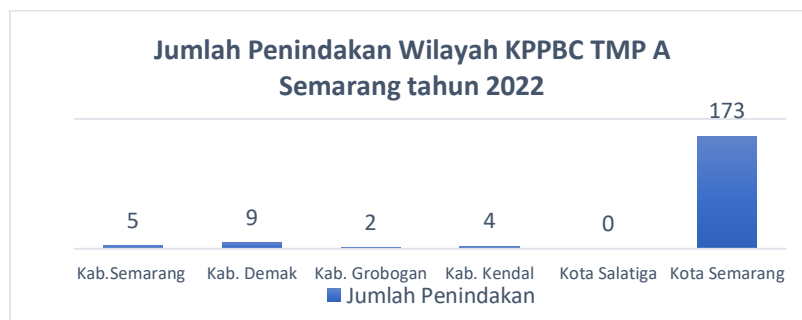 Jumlah Penindakan Wilayah KPPBC TMP A
Semarang tahun 2022
173
5 9 2 4 0
Kab.Semarang Kab. Demak Kab. Grobogan Kab. Kendal Kota Salatiga Kota Semarang
Jumlah Penindakan